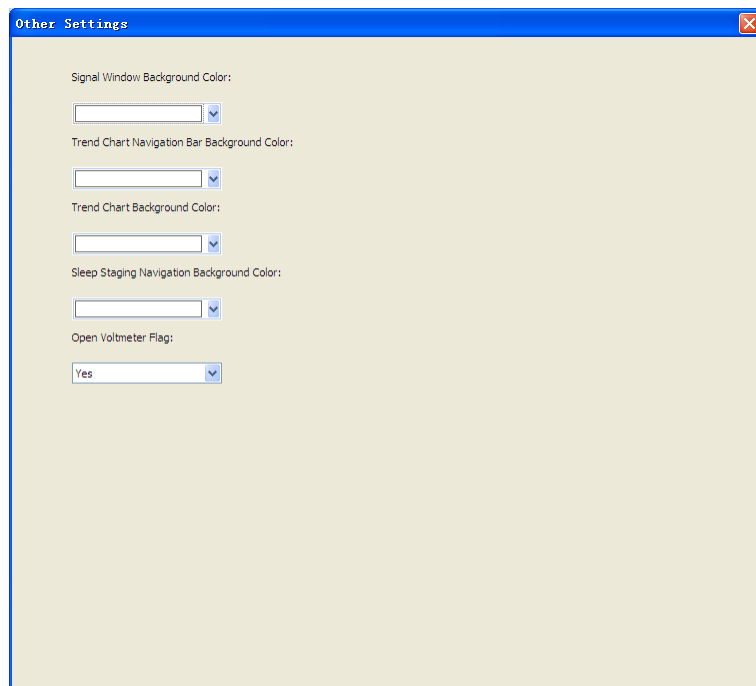 Other Settings
Signal Window Background Color:
Trend Chart Navigation Bar Background Color:
Trend Chart Background Color:
Sleep Staging Navigation Background Color:
Open Voltmeter Flag:
Yes